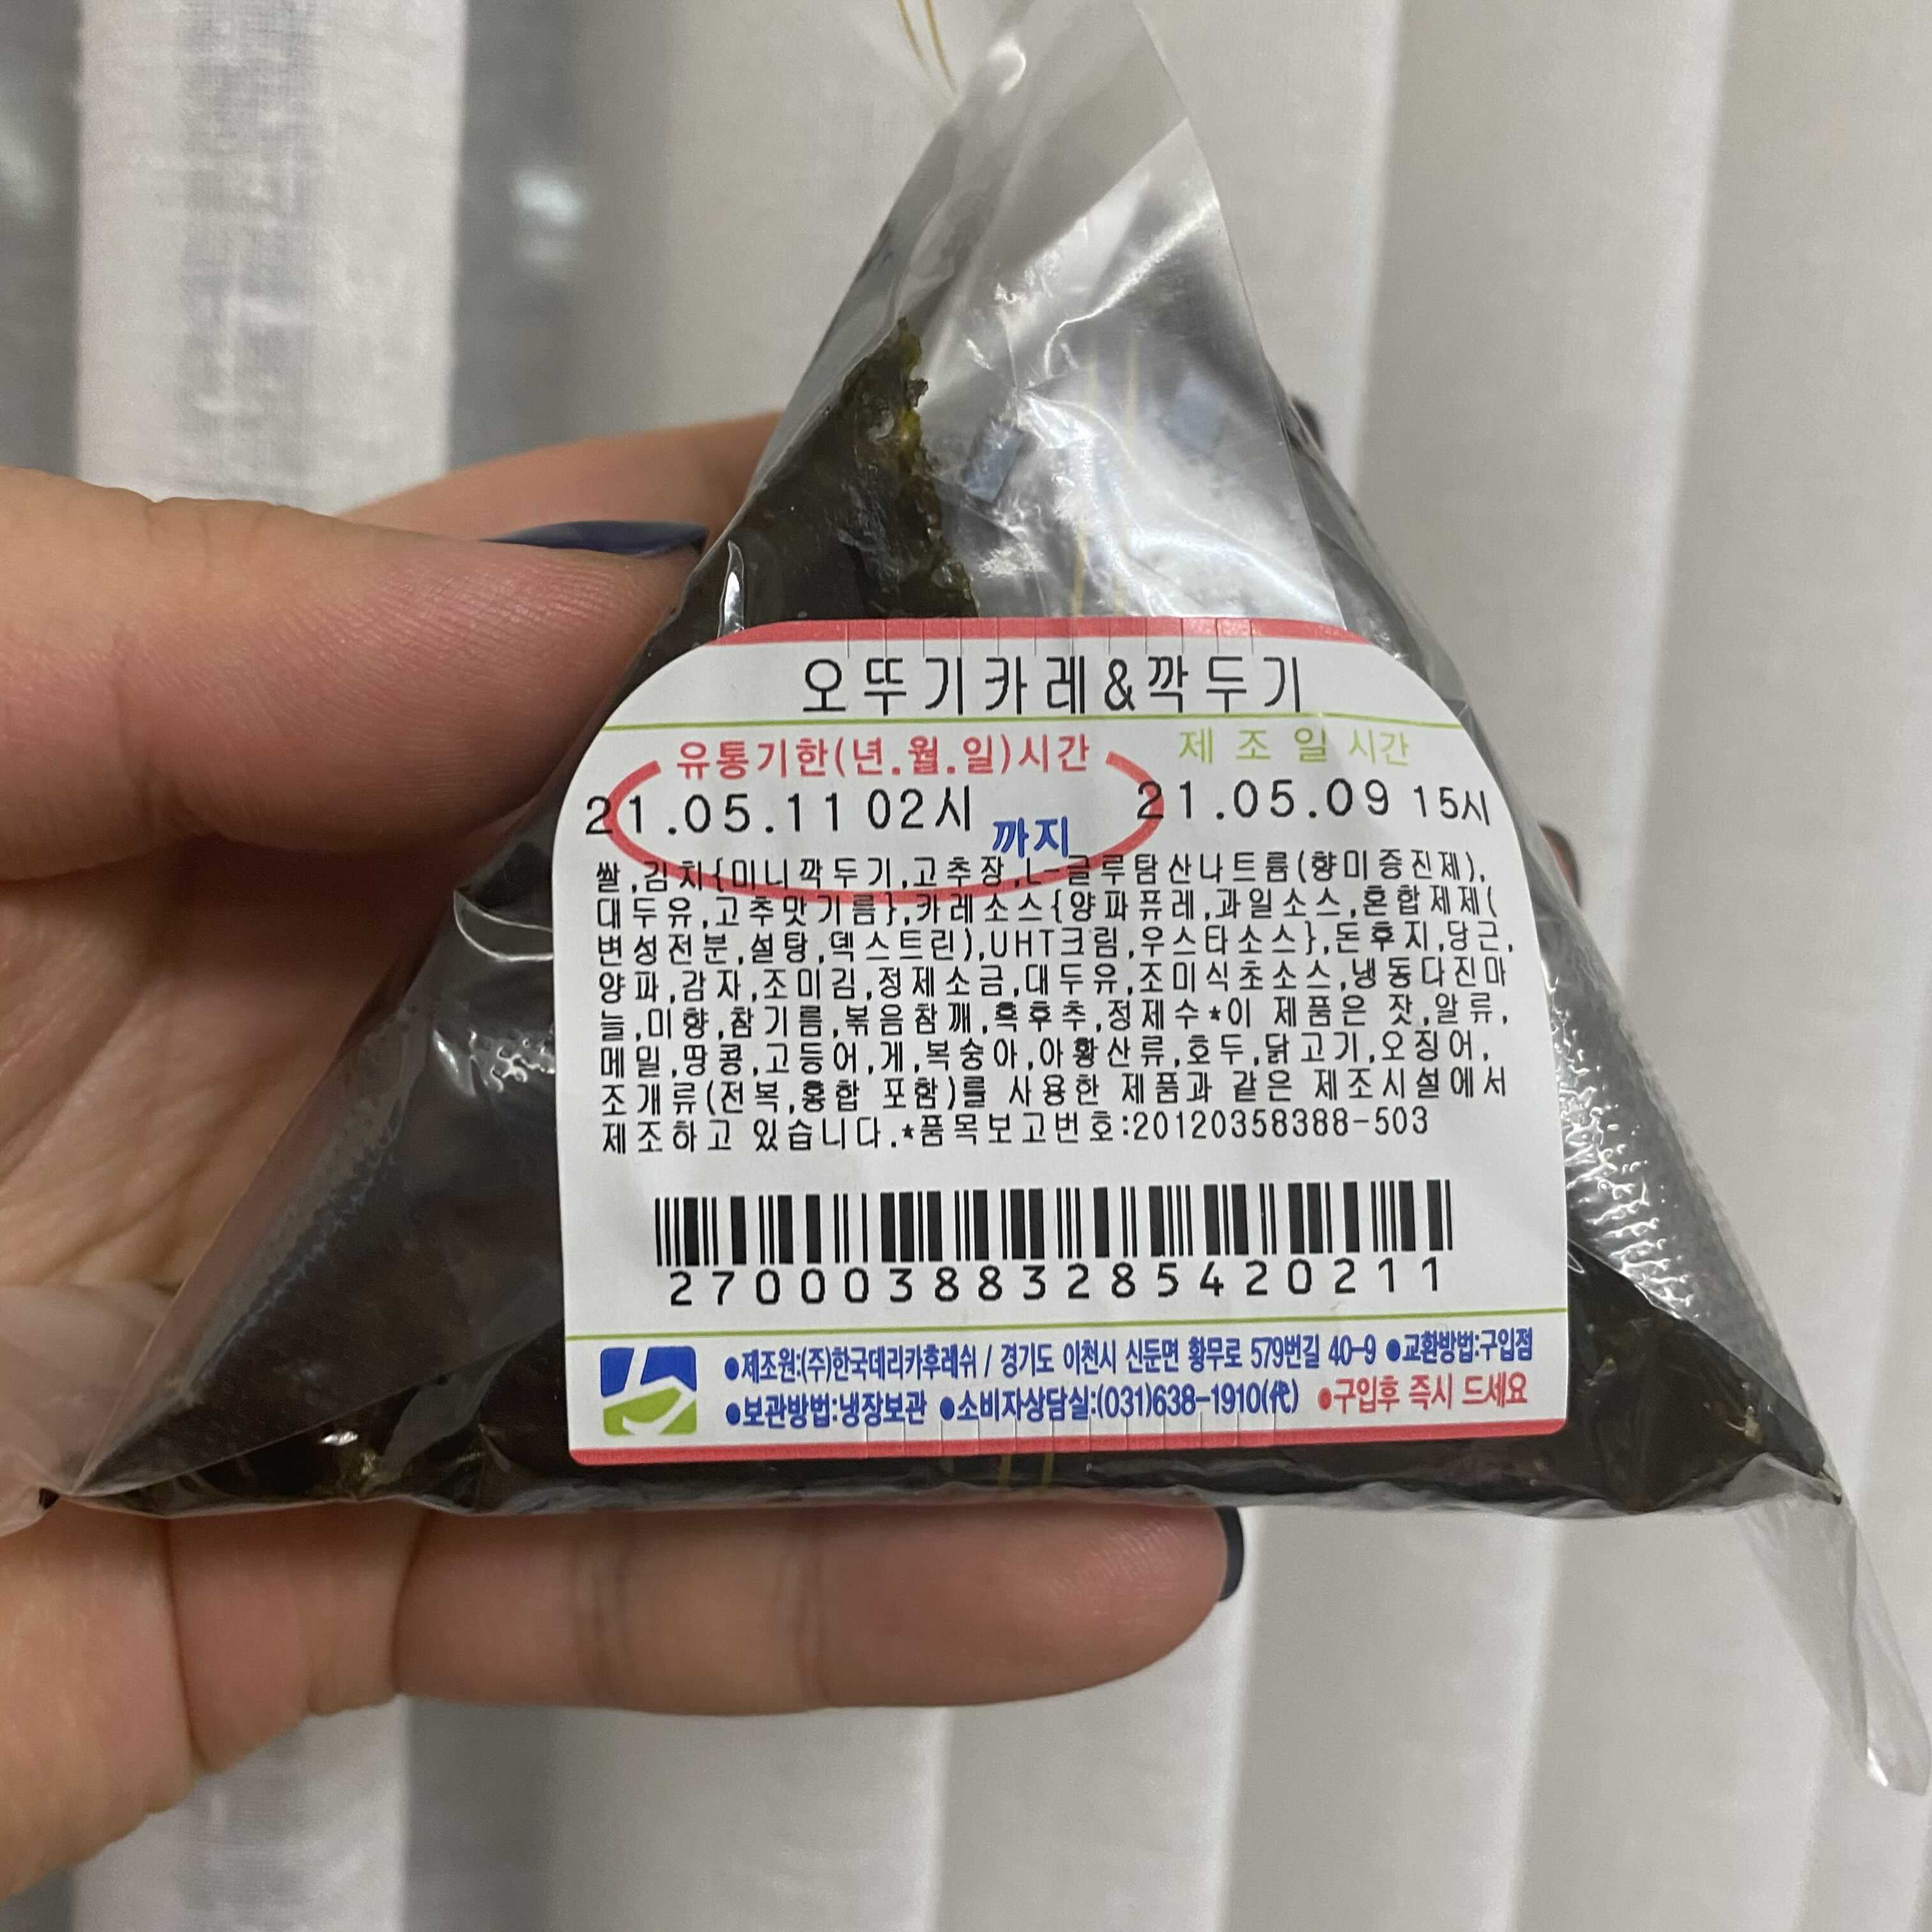 오뚜기카레&깍두기
유통기한(년.월.일)시간 제조일시간
21.05.11 02시 까지 21.05.09 15시
쌀,김치{미니깍두기,고추장,L-글루탐산나트륨(향미증진제),
대두유,고추맛기름},카레소스{양파퓨레,과일소스,혼합제제(
변성전분,설탕,덱스트린),UHT크림,우스타소스},돈후지,당근,
양파,감자,조미김,정제소금,대두유,조미식초소스,냉동다진마
늘,미향,참기름,볶음참깨,흑후추,정제수*이 제품은 잣,알류,
메밀,땅콩,고등어,게,복숭아,아황산류,호두,닭고기,오징어,
조개류(전복,홍합 포함)를 사용한 제품과 같은 제조시설에서
제조하고 있습니다.*품목보고번호:20120358388-503
270003883285420211
●제조원:(주)한국데리카후레쉬 / 경기도 이천시 신둔면 황무로 579번길 40-9 ●교환방법:구입점
●보관방법:냉장보관 ●소비자상담실:(031)638-1910(代) ●구입후 즉시 드세요